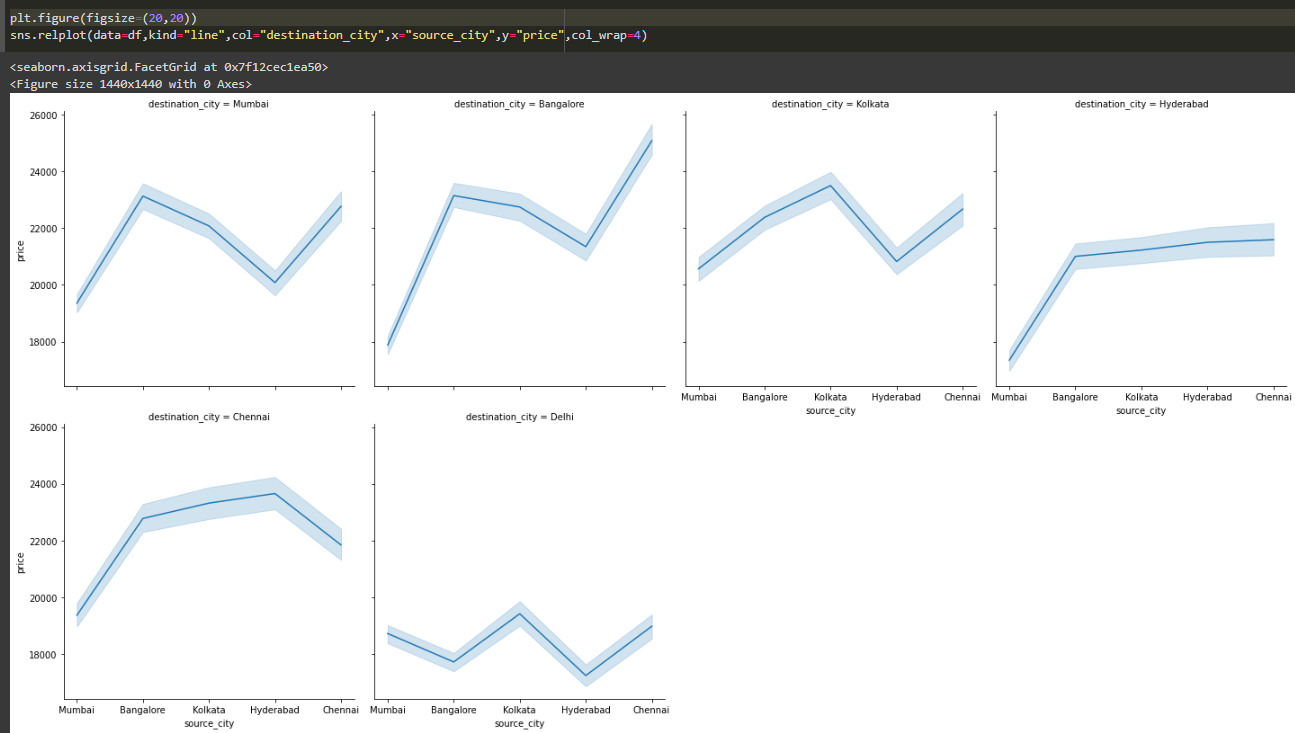 plt.figure(figsize=(20,20))
sns.relplot(data=df,kind="line",col="destination_city",x="source_city",y="price",col_wrap=4)
<seaborn.axisgrid.FacetGrid at 0x7f12cec1ea50>
<Figure size 1440x1440 with 0 Axes>
destination_city = Mumbai
destination_city = Bangalore
destination_city = Kolkata
destination_city = Hyderabad
26000
24000
22000
20000
18000
price
Mumbai Bangalore Kolkata Hyderabad Chennai
source_city
Mumbai Bangalore Kolkata Hyderabad Chennai
source_city
destination_city = Chennai
destination_city = Delhi
26000
24000
22000
20000
18000
price
Mumbai Bangalore Kolkata Hyderabad Chennai
source_city
Mumbai Bangalore Kolkata Hyderabad Chennai
source_city